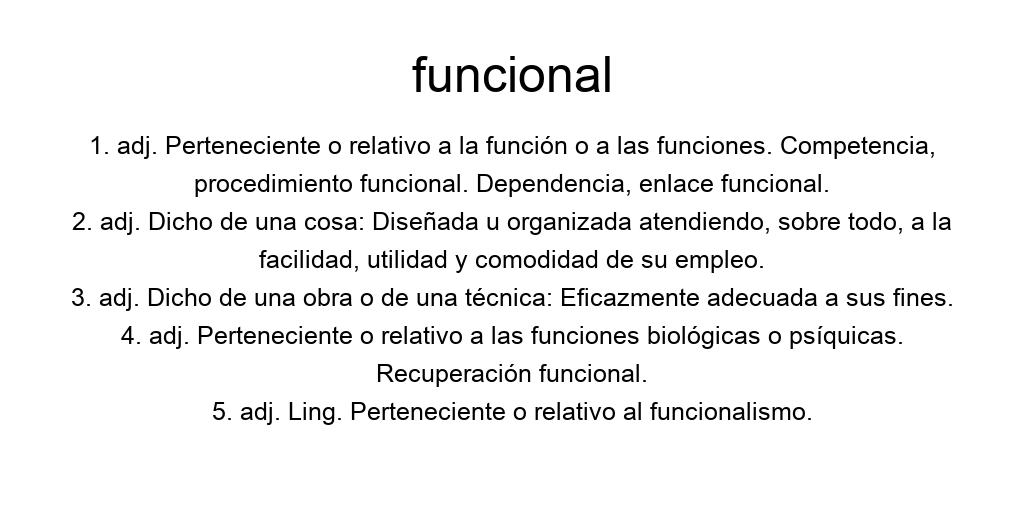 funcional
1. adj. Perteneciente o relativo a la función o a las funciones. Competencia,
procedimiento funcional. Dependencia, enlace funcional.
2. adj. Dicho de una cosa: Diseñada u organizada atendiendo, sobre todo, a la
facilidad, utilidad y comodidad de su empleo.
3. adj. Dicho de una obra o de una técnica: Eficazmente adecuada a sus fines.
4. adj. Perteneciente o relativo a las funciones biológicas o psíquicas.
Recuperación funcional.
5. adj. Ling. Perteneciente o relativo al funcionalismo.